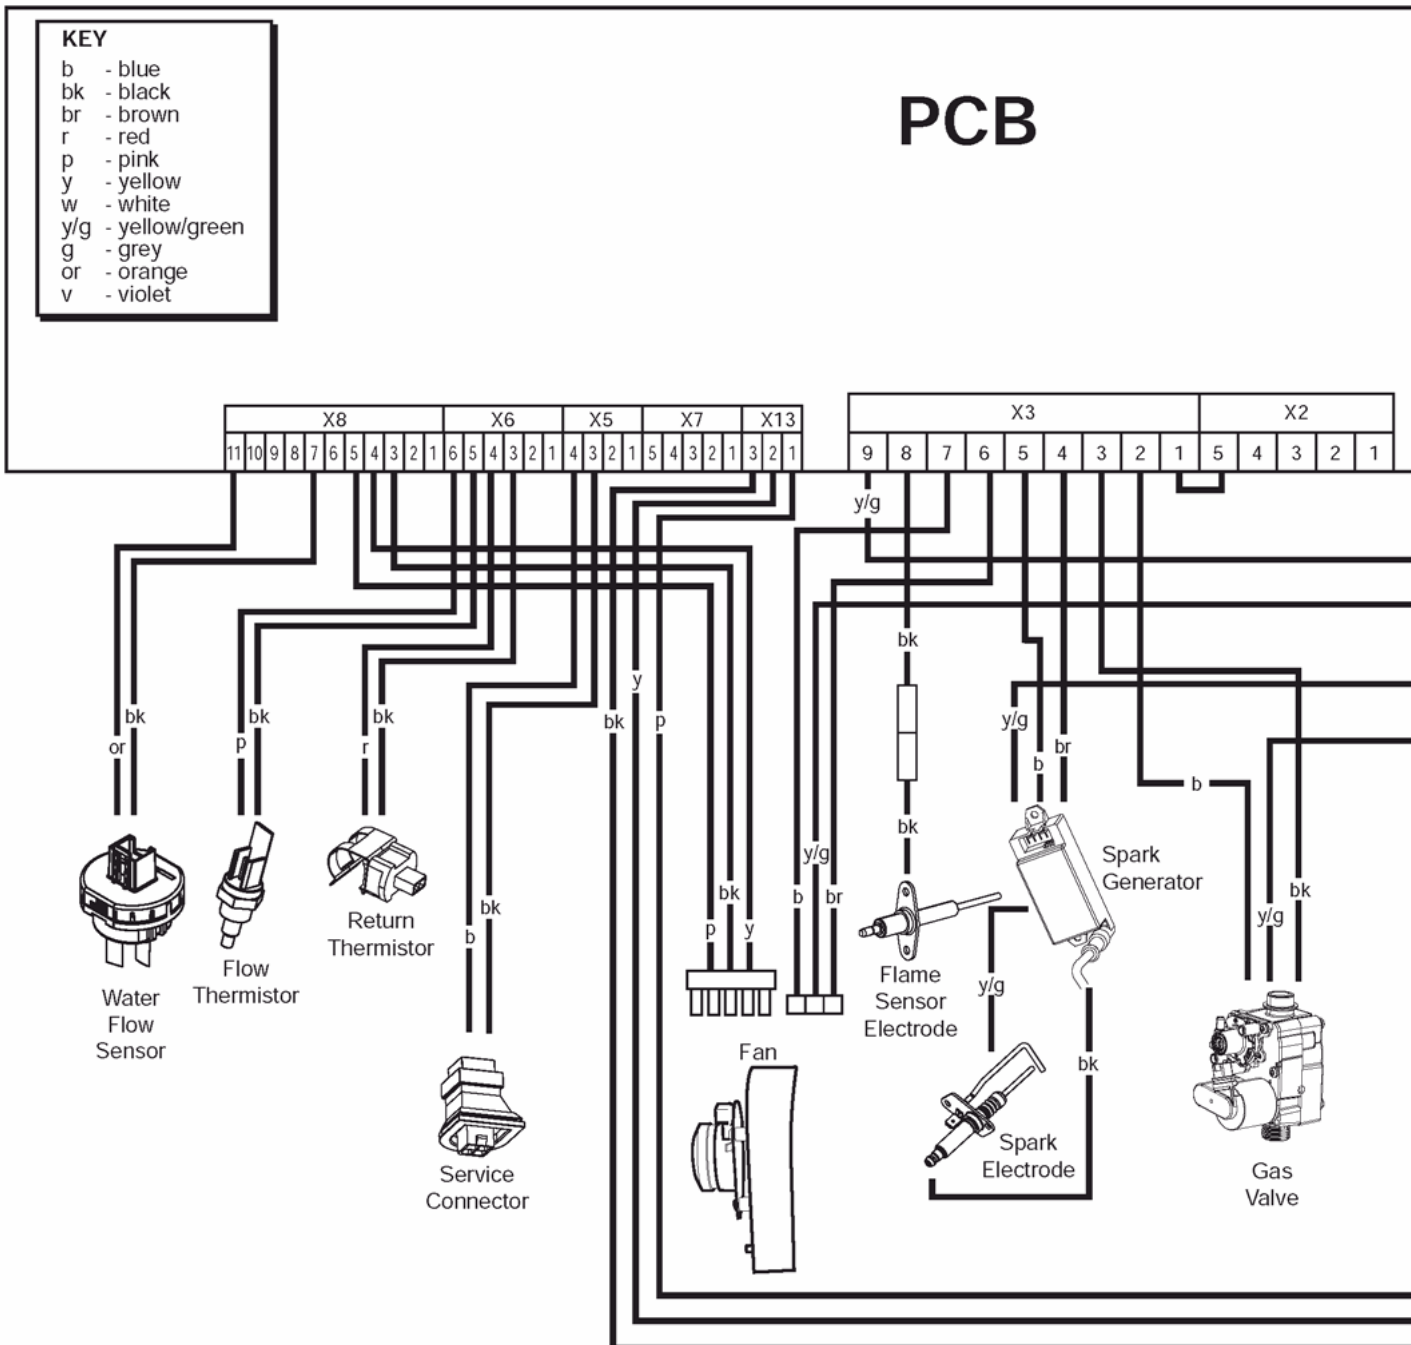 KEY
b - blue
bk - black
br - brown
r - red
p - pink
y - yellow
w - white
y/g - yellow/green
g - grey
or - orange
v - violet
PCB
X8 X6 X5 X7 X13
11 10 9 8 7 6 5 4 3 2 1 6 5 4 3 2 1 4 3 2 1 5 4 3 2 1 3 2 1
X3 X2
9 8 7 6 5 4 3 2 1 5 4 3 2 1
y/g
bk
y
bk
bk
bk
bk
p
y/g
or
p
r
br
b
b
bk
y/g
b
bk
br
bk
y/g
bk
b
p
y
y/g
bk
Water
Flow
Sensor
Flow
Thermistor
Return
Thermistor
Service
Connector
Fan
Flame
Sensor
Electrode
Spark
Generator
Spark
Electrode
Gas
Valve